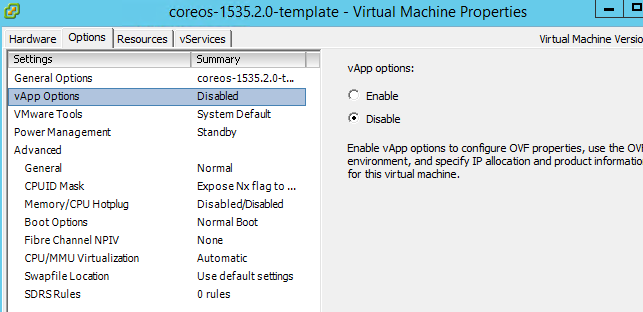 coreos-1535.2.0-template - Virtual Machine Properties
Hardware Options Resources vServices Virtual Machine Versio
Settings Summary
General Options coreos-1535.2.0-t...
vApp Options Disabled
VMware Tools System Default
Power Management Standby
Advanced
General Normal
CPUID Mask Expose Nx flag to ...
Memory/CPU Hotplug Disabled/Disabled
Boot Options Normal Boot
Fibre Channel NPIV None
CPU/MMU Virtualization Automatic
Swapfile Location Use default settings
SDRS Rules 0 rules
vApp options:
Enable
Disable
Enable vApp options to configure OVF properties, use the OV
environment, and specify IP allocation and product information
for this virtual machine.